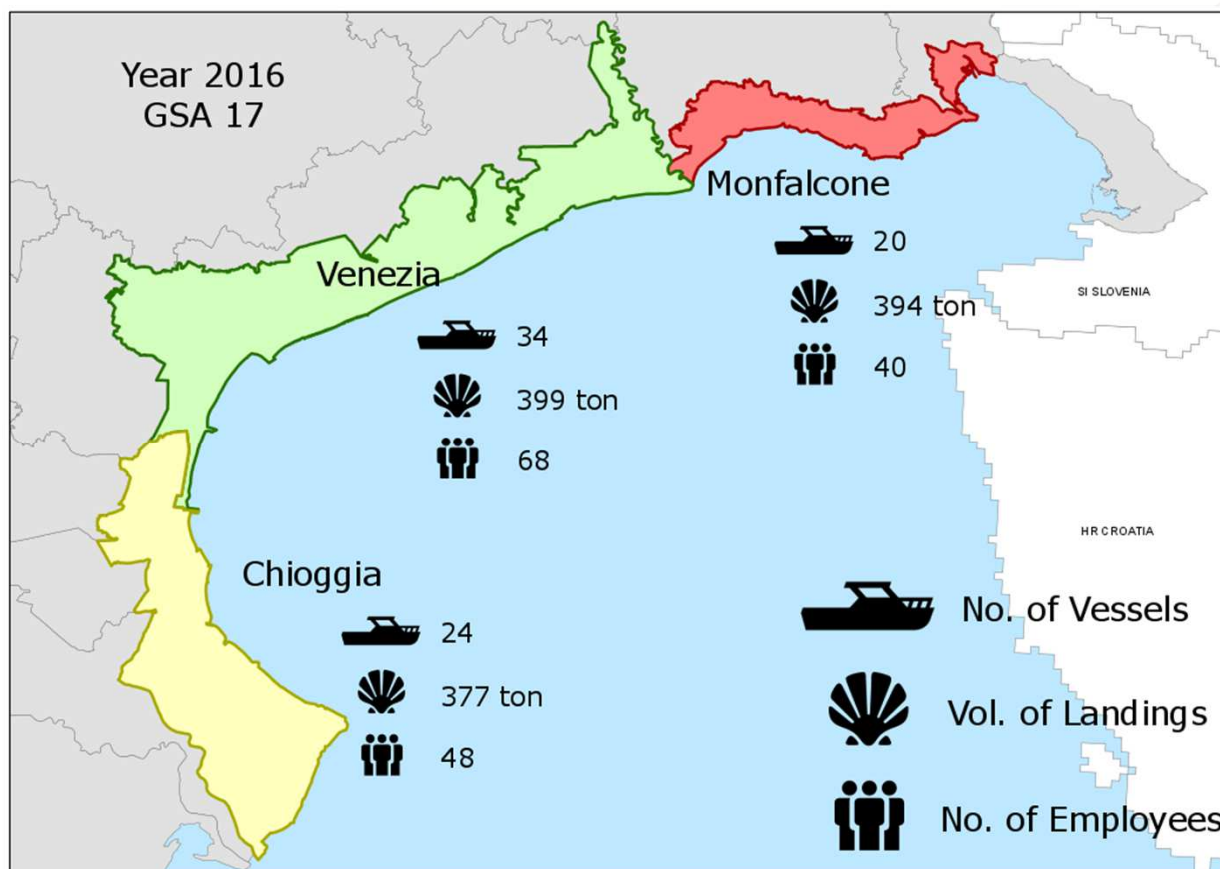 Year 2016
GSA 17
Monfalcone
20
394 ton
40
Venezia
34
399 ton
68
Chioggia
24
377 ton
48
SI SLOVENIA
HR CROATIA
No. of Vessels
Vol. of Landings
No. of Employees